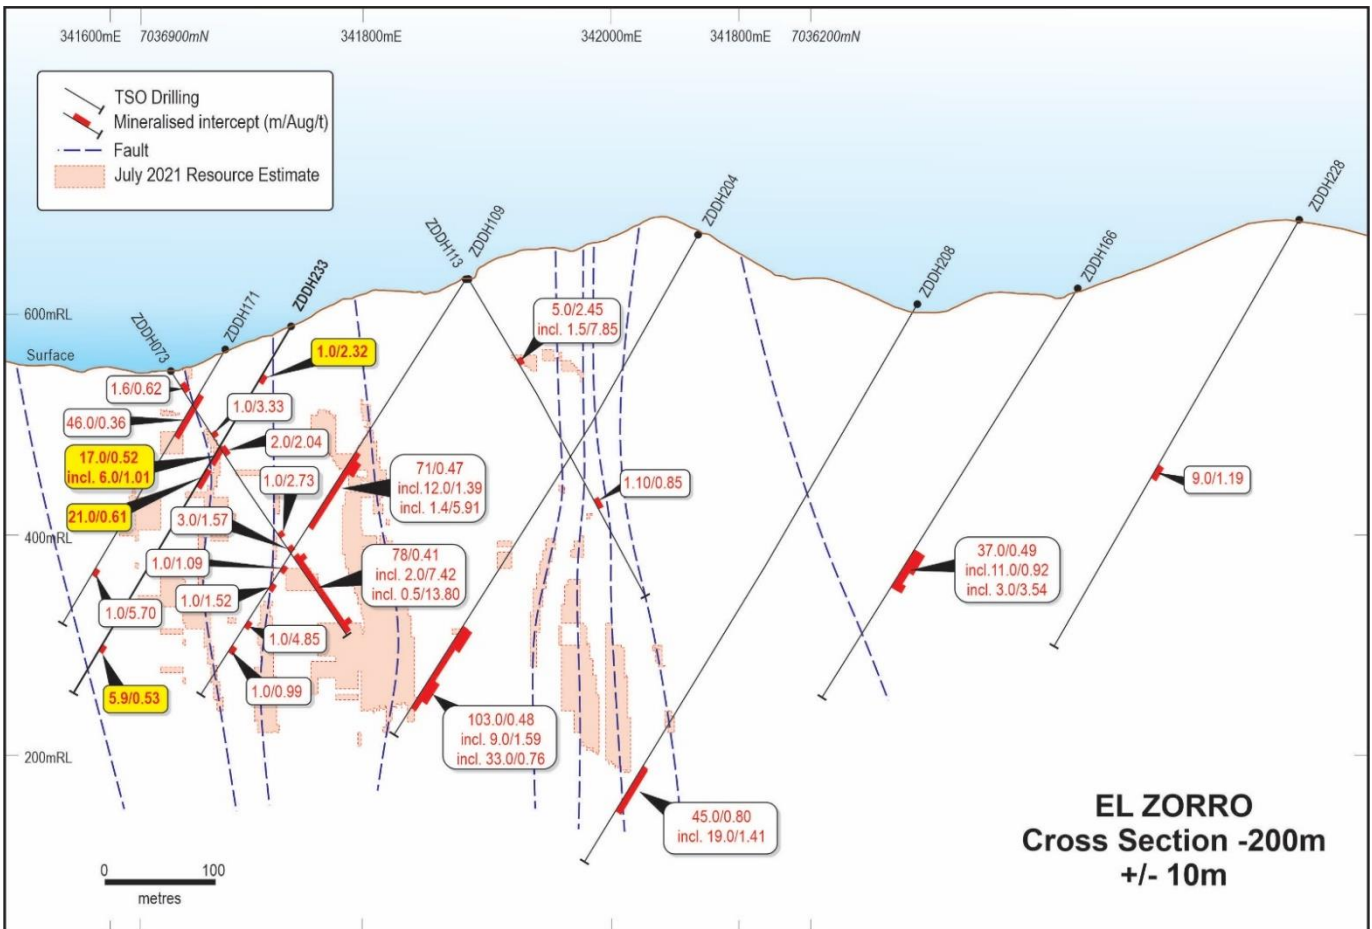 341600mE 7036900mN 341800mE 342000mE 341800mE 7036200mN
TSO Drilling
Mineralised intercept (m/Aug/t)
Fault
July 2021 Resource Estimate
ZDDH073
ZDDH171
ZDDH233
ZDDH113
ZDDH109
ZDDH204
ZDDH208
ZDDH166
ZDDH228
600mRL
Surface
400mRL
200mRL
1.0/2.32
1.6/0.62
46.0/0.36
1.0/3.33
17.0/0.52
incl. 6.0/1.01
2.0/2.04
21.0/0.61
1.0/2.73
3.0/1.57
1.0/1.09
1.0/1.52
1.0/5.70
1.0/4.85
5.9/0.53
1.0/0.99
5.0/2.45
incl. 1.5/7.85
71/0.47
incl.12.0/1.39
incl. 1.4/5.91
1.10/0.85
78/0.41
incl. 2.0/7.42
incl. 0.5/13.80
9.0/1.19
37.0/0.49
incl.11.0/0.92
incl. 3.0/3.54
103.0/0.48
incl. 9.0/1.59
incl. 33.0/0.76
45.0/0.80
incl. 19.0/1.41
0 100
metres
EL ZORRO
Cross Section -200m
+/- 10m